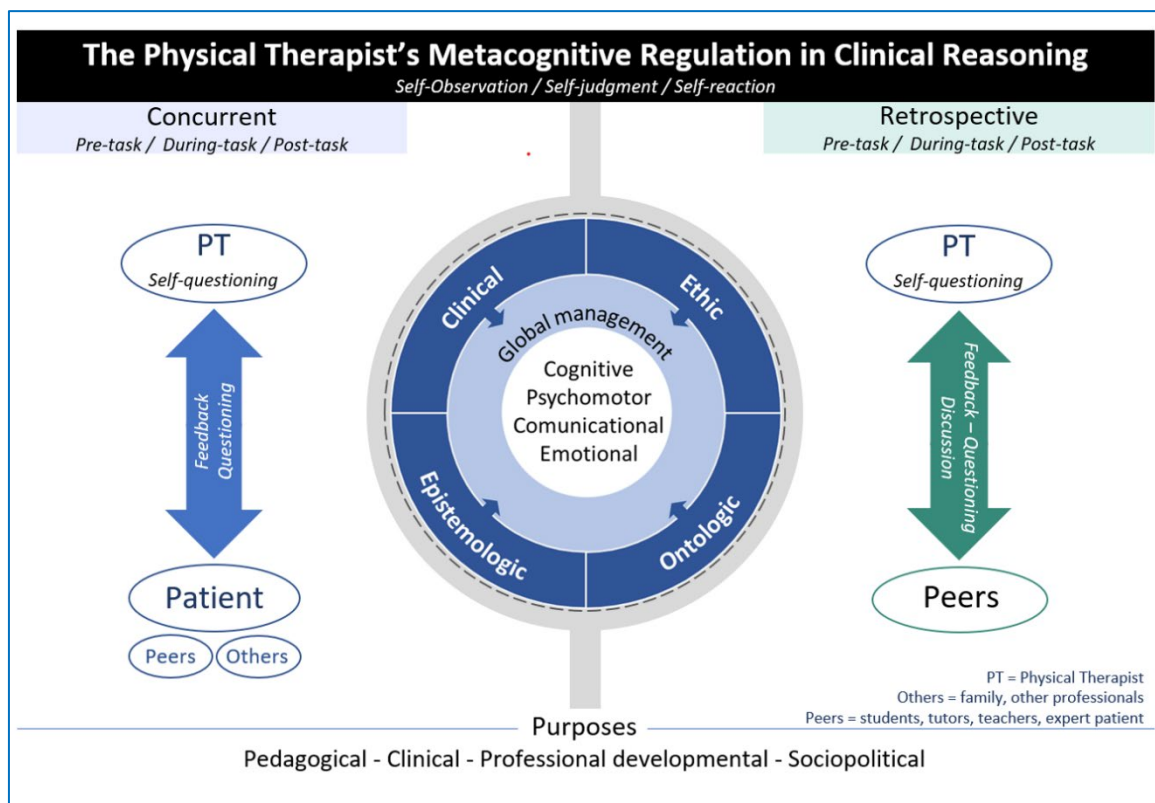 The Physical Therapist's Metacognitive Regulation in Clinical Reasoning
Self-Observation / Self-judgment / Self-reaction
Concurrent
Pre-task / During-task / Post-task
Retrospective
Pre-task / During-task / Post-task
PT
Self-questioning
Feedback
Questioning
Patient
Peers
Others
Clinical
Ethic
Epistemologic
Ontologic
Global management
Cognitive
Psychomotor
Comunicational
Emotional
PT
Self-questioning
Feedback – Questioning
Discussion
Peers
PT = Physical Therapist
Others = family, other professionals
Peers = students, tutors, teachers, expert patient
Purposes
Pedagogical - Clinical - Professional developmental - Sociopolitical